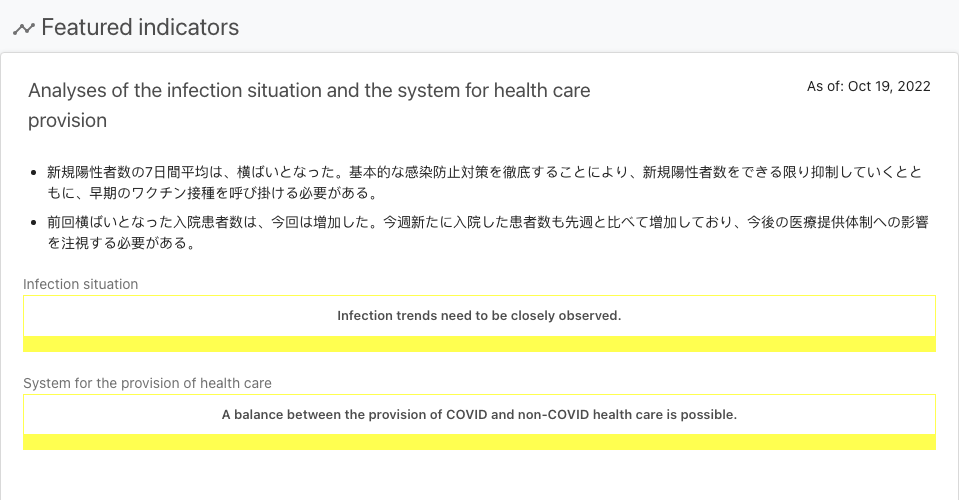 Featured indicators
Analyses of the infection situation and the system for health care
provision
As of: Oct 19, 2022
• 新規陽性者数の7日間平均は、横ばいとなった。基本的な感染防止対策を徹底することにより、新規陽性者数をできる限り抑制していくとと
もに、早期のワクチン接種を呼び掛ける必要がある。
• 前回横ばいとなった入院患者数は、今回は増加した。今週新たに入院した患者数も先週と比べて増加しており、今後の医療提供体制への影響
を注視する必要がある。
Infection situation
Infection trends need to be closely observed.
System for the provision of health care
A balance between the provision of COVID and non-COVID health care is possible.